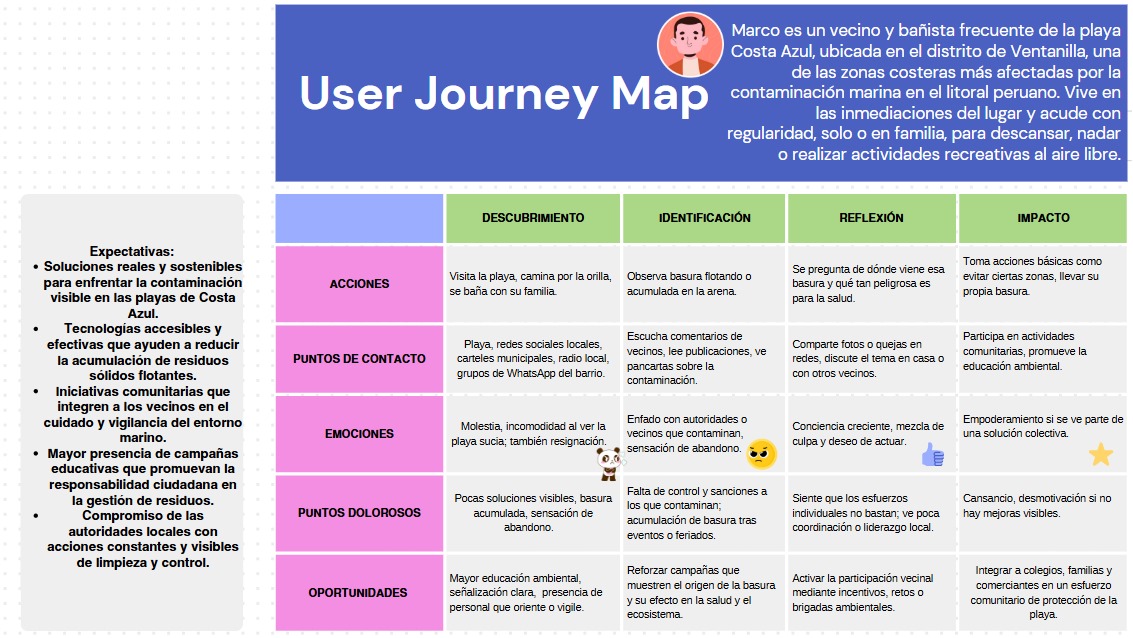 User Journey Map
Marco es un vecino y bañista frecuente de la playa
Costa Azul, ubicada en el distrito de Ventanilla, una
de las zonas costeras más afectadas por la
contaminación marina en el litoral peruano. Vive en
las inmediaciones del lugar y acude con
regularidad, solo o en familia, para descansar, nadar
o realizar actividades recreativas al aire libre.
Expectativas:
• Soluciones reales y sostenibles
para enfrentar la contaminación
visible en las playas de Costa
Azul.
• Tecnologías accesibles y
efectivas que ayuden a reducir
la acumulación de residuos
sólidos flotantes.
• Iniciativas comunitarias que
integren a los vecinos en el
cuidado y vigilancia del entorno
marino.
• Mayor presencia de campañas
educativas que promuevan la
responsabilidad ciudadana en
la gestión de residuos.
• Compromiso de las
autoridades locales con
acciones constantes y visibles
de limpieza y control.
DESCUBRIMIENTO
IDENTIFICACIÓN
REFLEXIÓN
IMPACTO
ACCIONES
Visita la playa, camina por la orilla,
se baña con su familia.
Observa basura flotando o
acumulada en la arena.
Se pregunta de dónde viene esa
basura y qué tan peligrosa es
para la salud.
Toma acciones básicas como
evitar ciertas zonas, llevar su
propia basura.
PUNTOS DE CONTACTO
Playa, redes sociales locales,
carteles municipales, radio local,
grupos de WhatsApp del barrio.
Escucha comentarios de
vecinos, lee publicaciones, ve
pancartas sobre la
contaminación.
Comparte fotos o quejas en
redes, discute el tema en casa o
con otros vecinos.
Participa en actividades
comunitarias, promueve la
educación ambiental.
EMOCIONES
Molestia, incomodidad al ver la
playa sucia; también resignación.
Enfado con autoridades o
vecinos que contaminan,
sensación de abandono.
Conciencia creciente, mezcla de
culpa y deseo de actuar.
Empoderamiento si se ve parte de
una solución colectiva.
PUNTOS DOLOROSOS
Pocas soluciones visibles, basura
acumulada, sensación de
abandono.
Falta de control y sanciones a
los que contaminan;
acumulación de basura tras
eventos o feriados.
Siente que los esfuerzos
individuales no bastan; ve poca
coordinación o liderazgo local.
Cansancio, desmotivación si no
hay mejoras visibles.
OPORTUNIDADES
Mayor educación ambiental,
señalización clara, presencia de
personal que oriente o vigile.
Reforzar campañas que
muestren el origen de la basura
y su efecto en la salud y el
ecosistema.
Activar la participación vecinal
mediante incentivos, retos o
brigadas ambientales.
Integrar a colegios, familias y
comerciantes en un esfuerzo
comunitario de protección de la
playa.